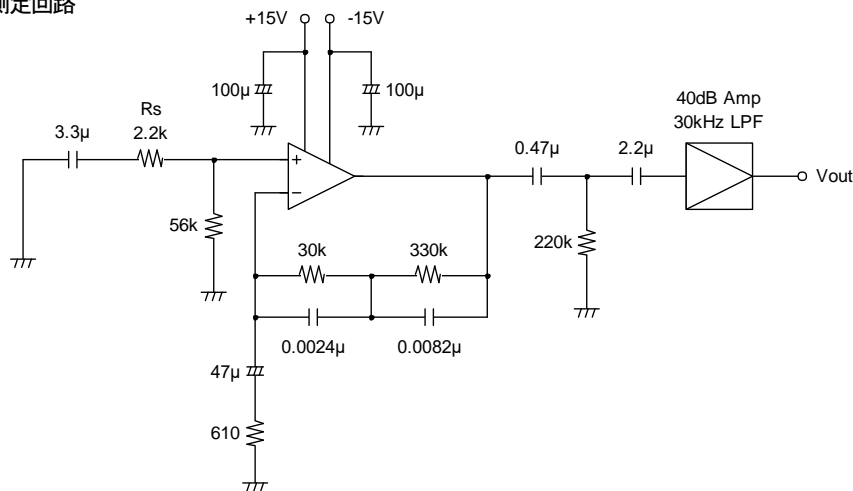 測定回路
+15V
-15V
100μ
100μ
40dB Amp
30kHz LPF
Rs
3.3μ
2.2k
0.47μ
2.2μ
+
−
Vout
56k
30k
330k
220k
0.0024μ
0.0082μ
47μ
610